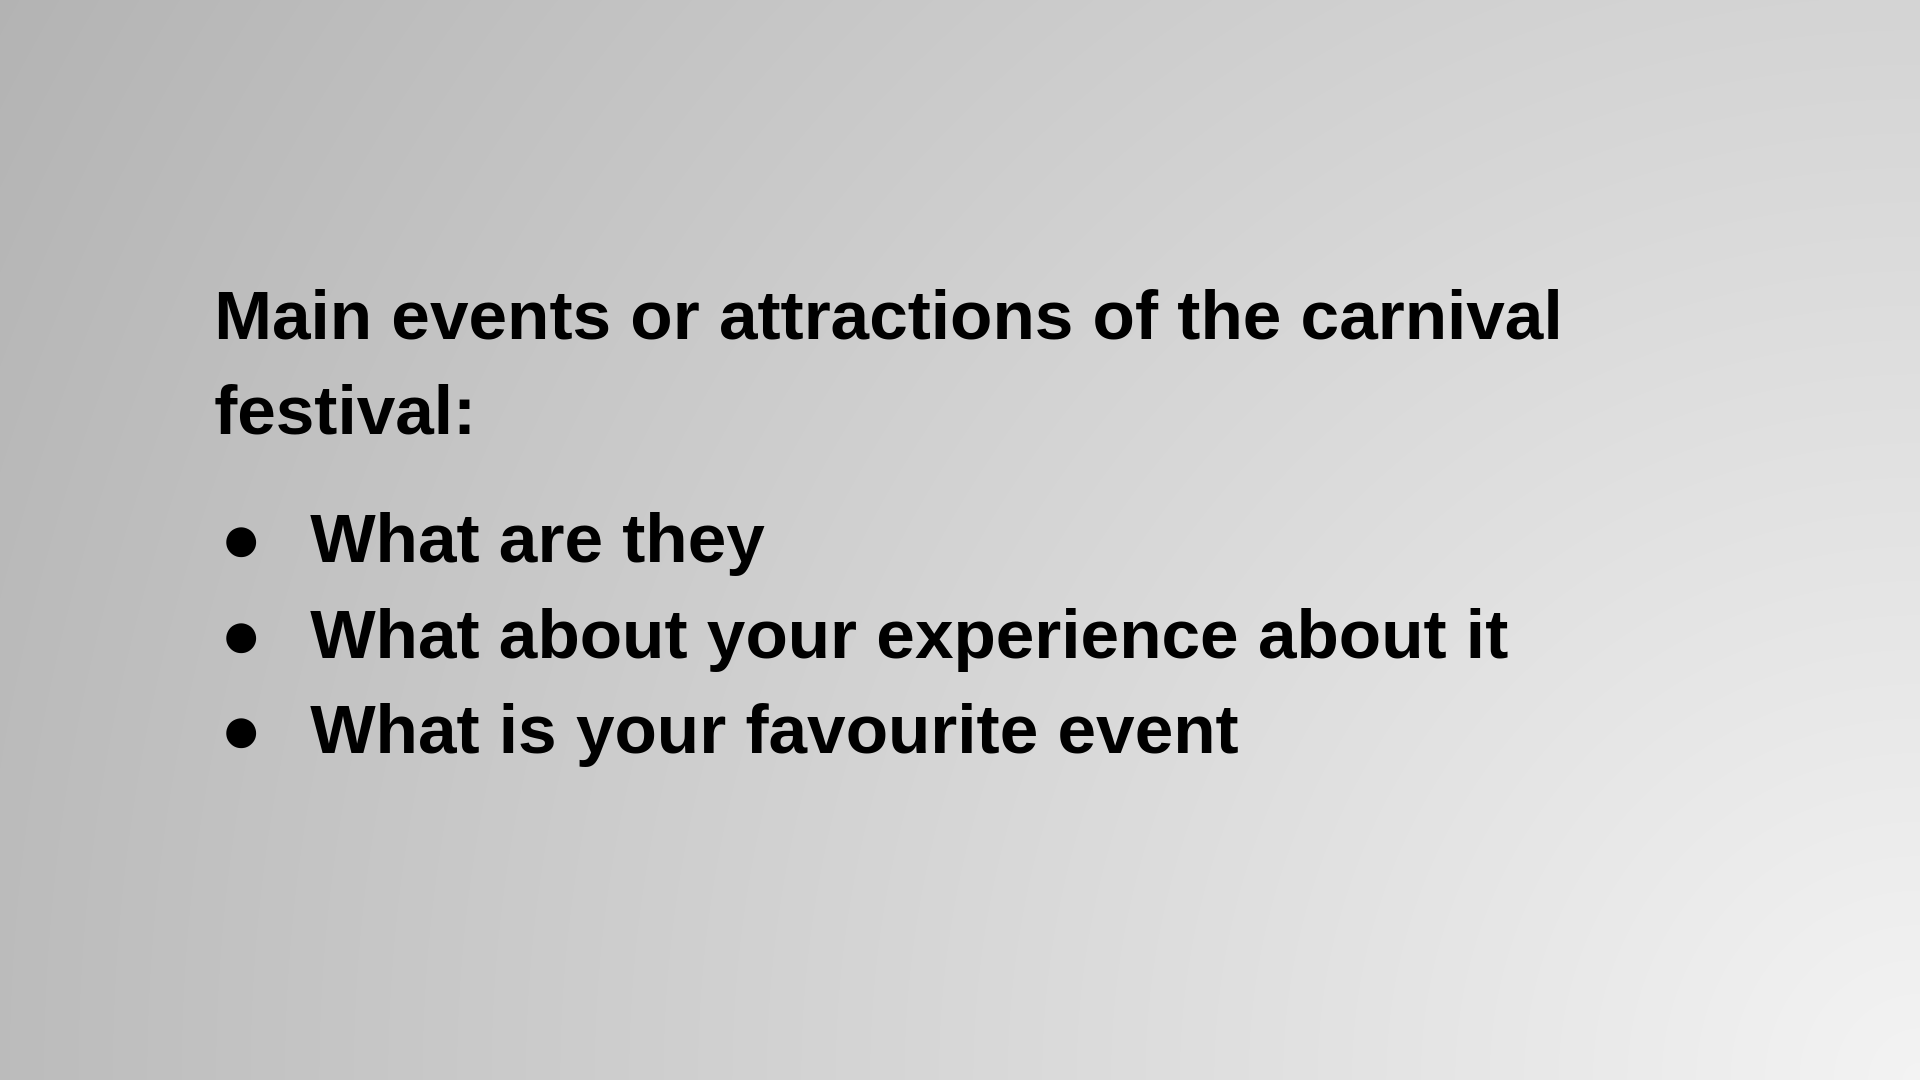 Main events or attractions of the carnival
festival:
● What are they
● What about your experience about it
● What is your favourite event